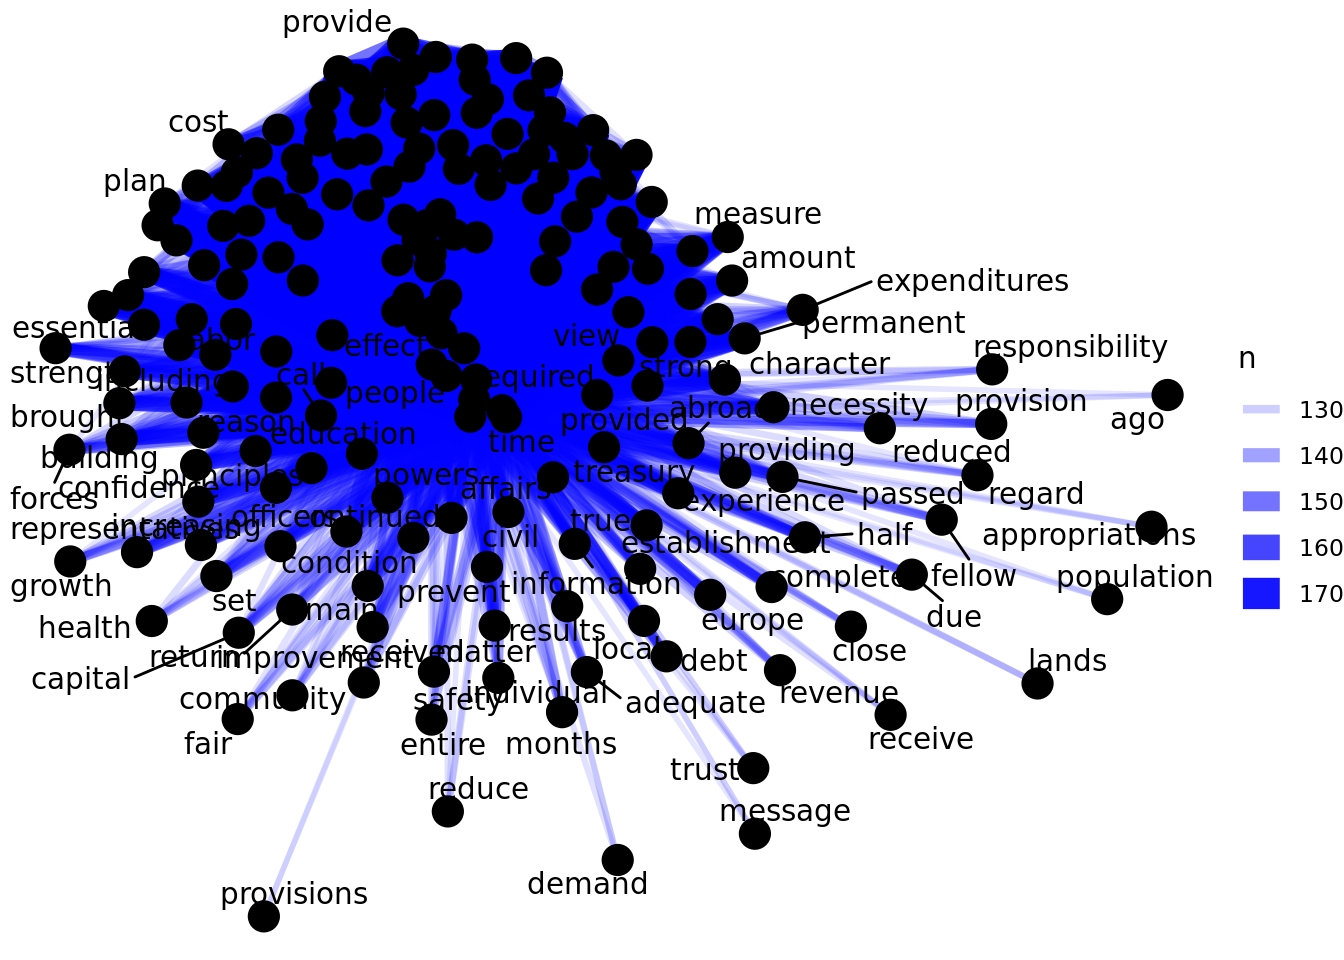 provide
cost
plan
measure
amount
expenditures
permanent
essential
labor
effect
view
character
responsibility
n
strength
including
call
people
required
strong
130
brought
reason
education
time
provided
abroad
necessity
provision
ago
140
building
principles
powers
affairs
treasury
providing
reduced
forces
confidence
experience
passed
regard
150
representatives
increasing
officers
continued
civil
true
establishment
half
appropriations
160
growth
condition
prevent
information
complete
fellow
population
170
health
set
main
results
europe
due
capital
return
improvement
received
matter
local
debt
close
lands
community
safety
individual
adequate
revenue
fair
entire
months
receive
reduce
trust
message
demand
provisions